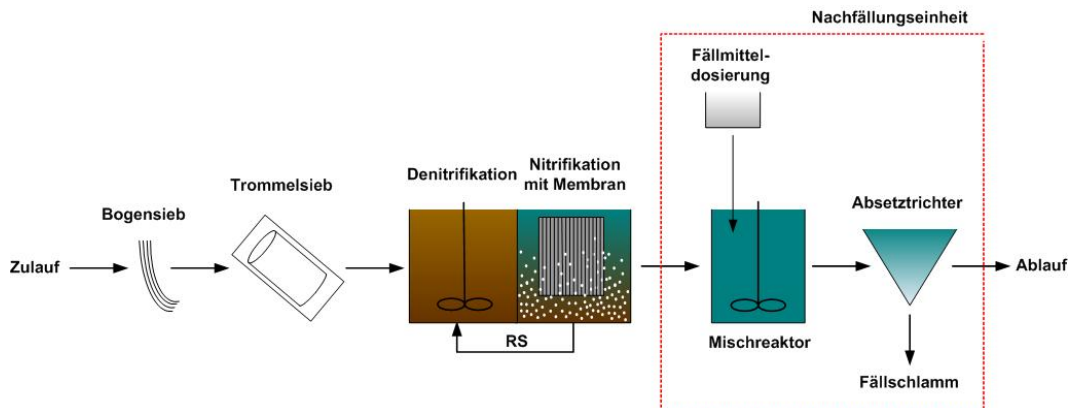 Nachfällungseinheit
Fällmittel-
dosierung
Nitrifikation
mit Membran
Denitrifikation
Trommelsieb
Bogensieb
Absetztrichter
Zulauf
Ablauf
RS
Mischreaktor
Fällschlamm